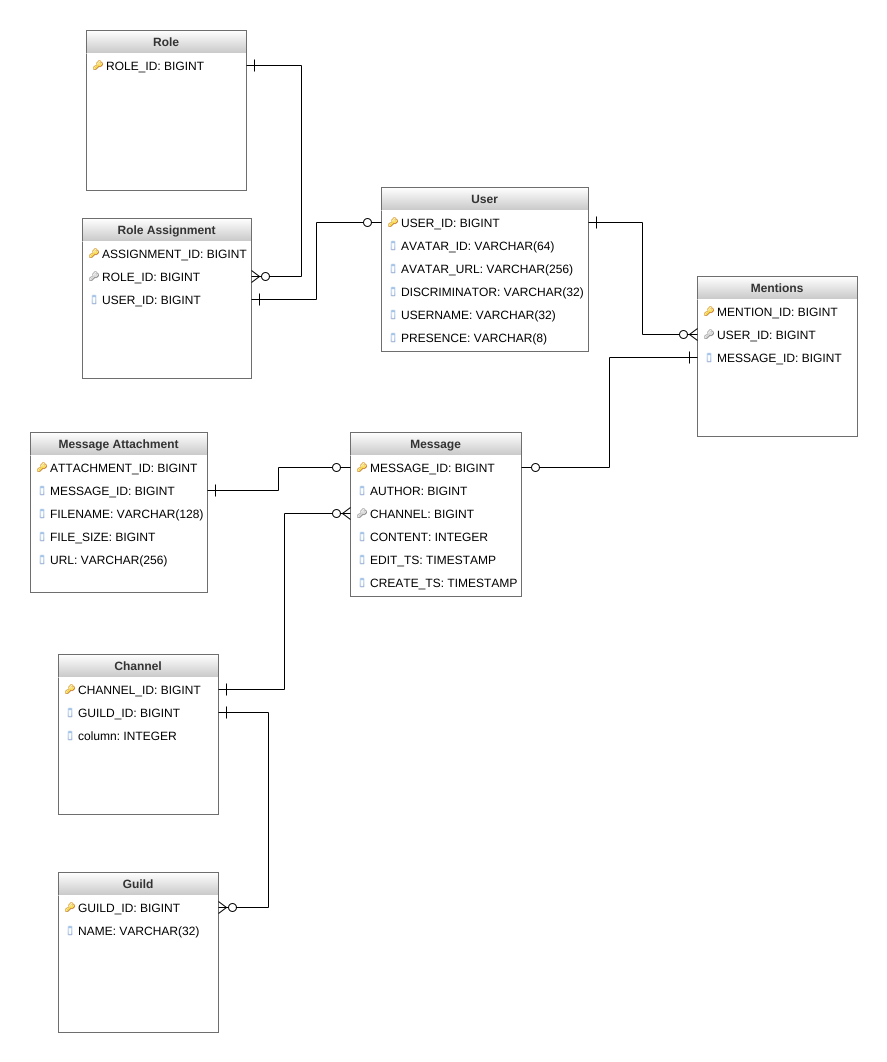 Role
ROLE_ID: BIGINT
Role Assignment
ASSIGNMENT_ID: BIGINT
ROLE_ID: BIGINT
USER_ID: BIGINT
User
USER_ID: BIGINT
AVATAR_ID: VARCHAR(64)
AVATAR_URL: VARCHAR(256)
DISCRIMINATOR: VARCHAR(32)
USERNAME: VARCHAR(32)
PRESENCE: VARCHAR(8)
Mentions
MENTION_ID: BIGINT
USER_ID: BIGINT
MESSAGE_ID: BIGINT
Message Attachment
ATTACHMENT_ID: BIGINT
MESSAGE_ID: BIGINT
FILENAME: VARCHAR(128)
FILE_SIZE: BIGINT
URL: VARCHAR(256)
Message
MESSAGE_ID: BIGINT
AUTHOR: BIGINT
CHANNEL: BIGINT
CONTENT: INTEGER
EDIT_TS: TIMESTAMP
CREATE_TS: TIMESTAMP
Channel
CHANNEL_ID: BIGINT
GUILD_ID: BIGINT
column: INTEGER
Guild
GUILD_ID: BIGINT
NAME: VARCHAR(32)